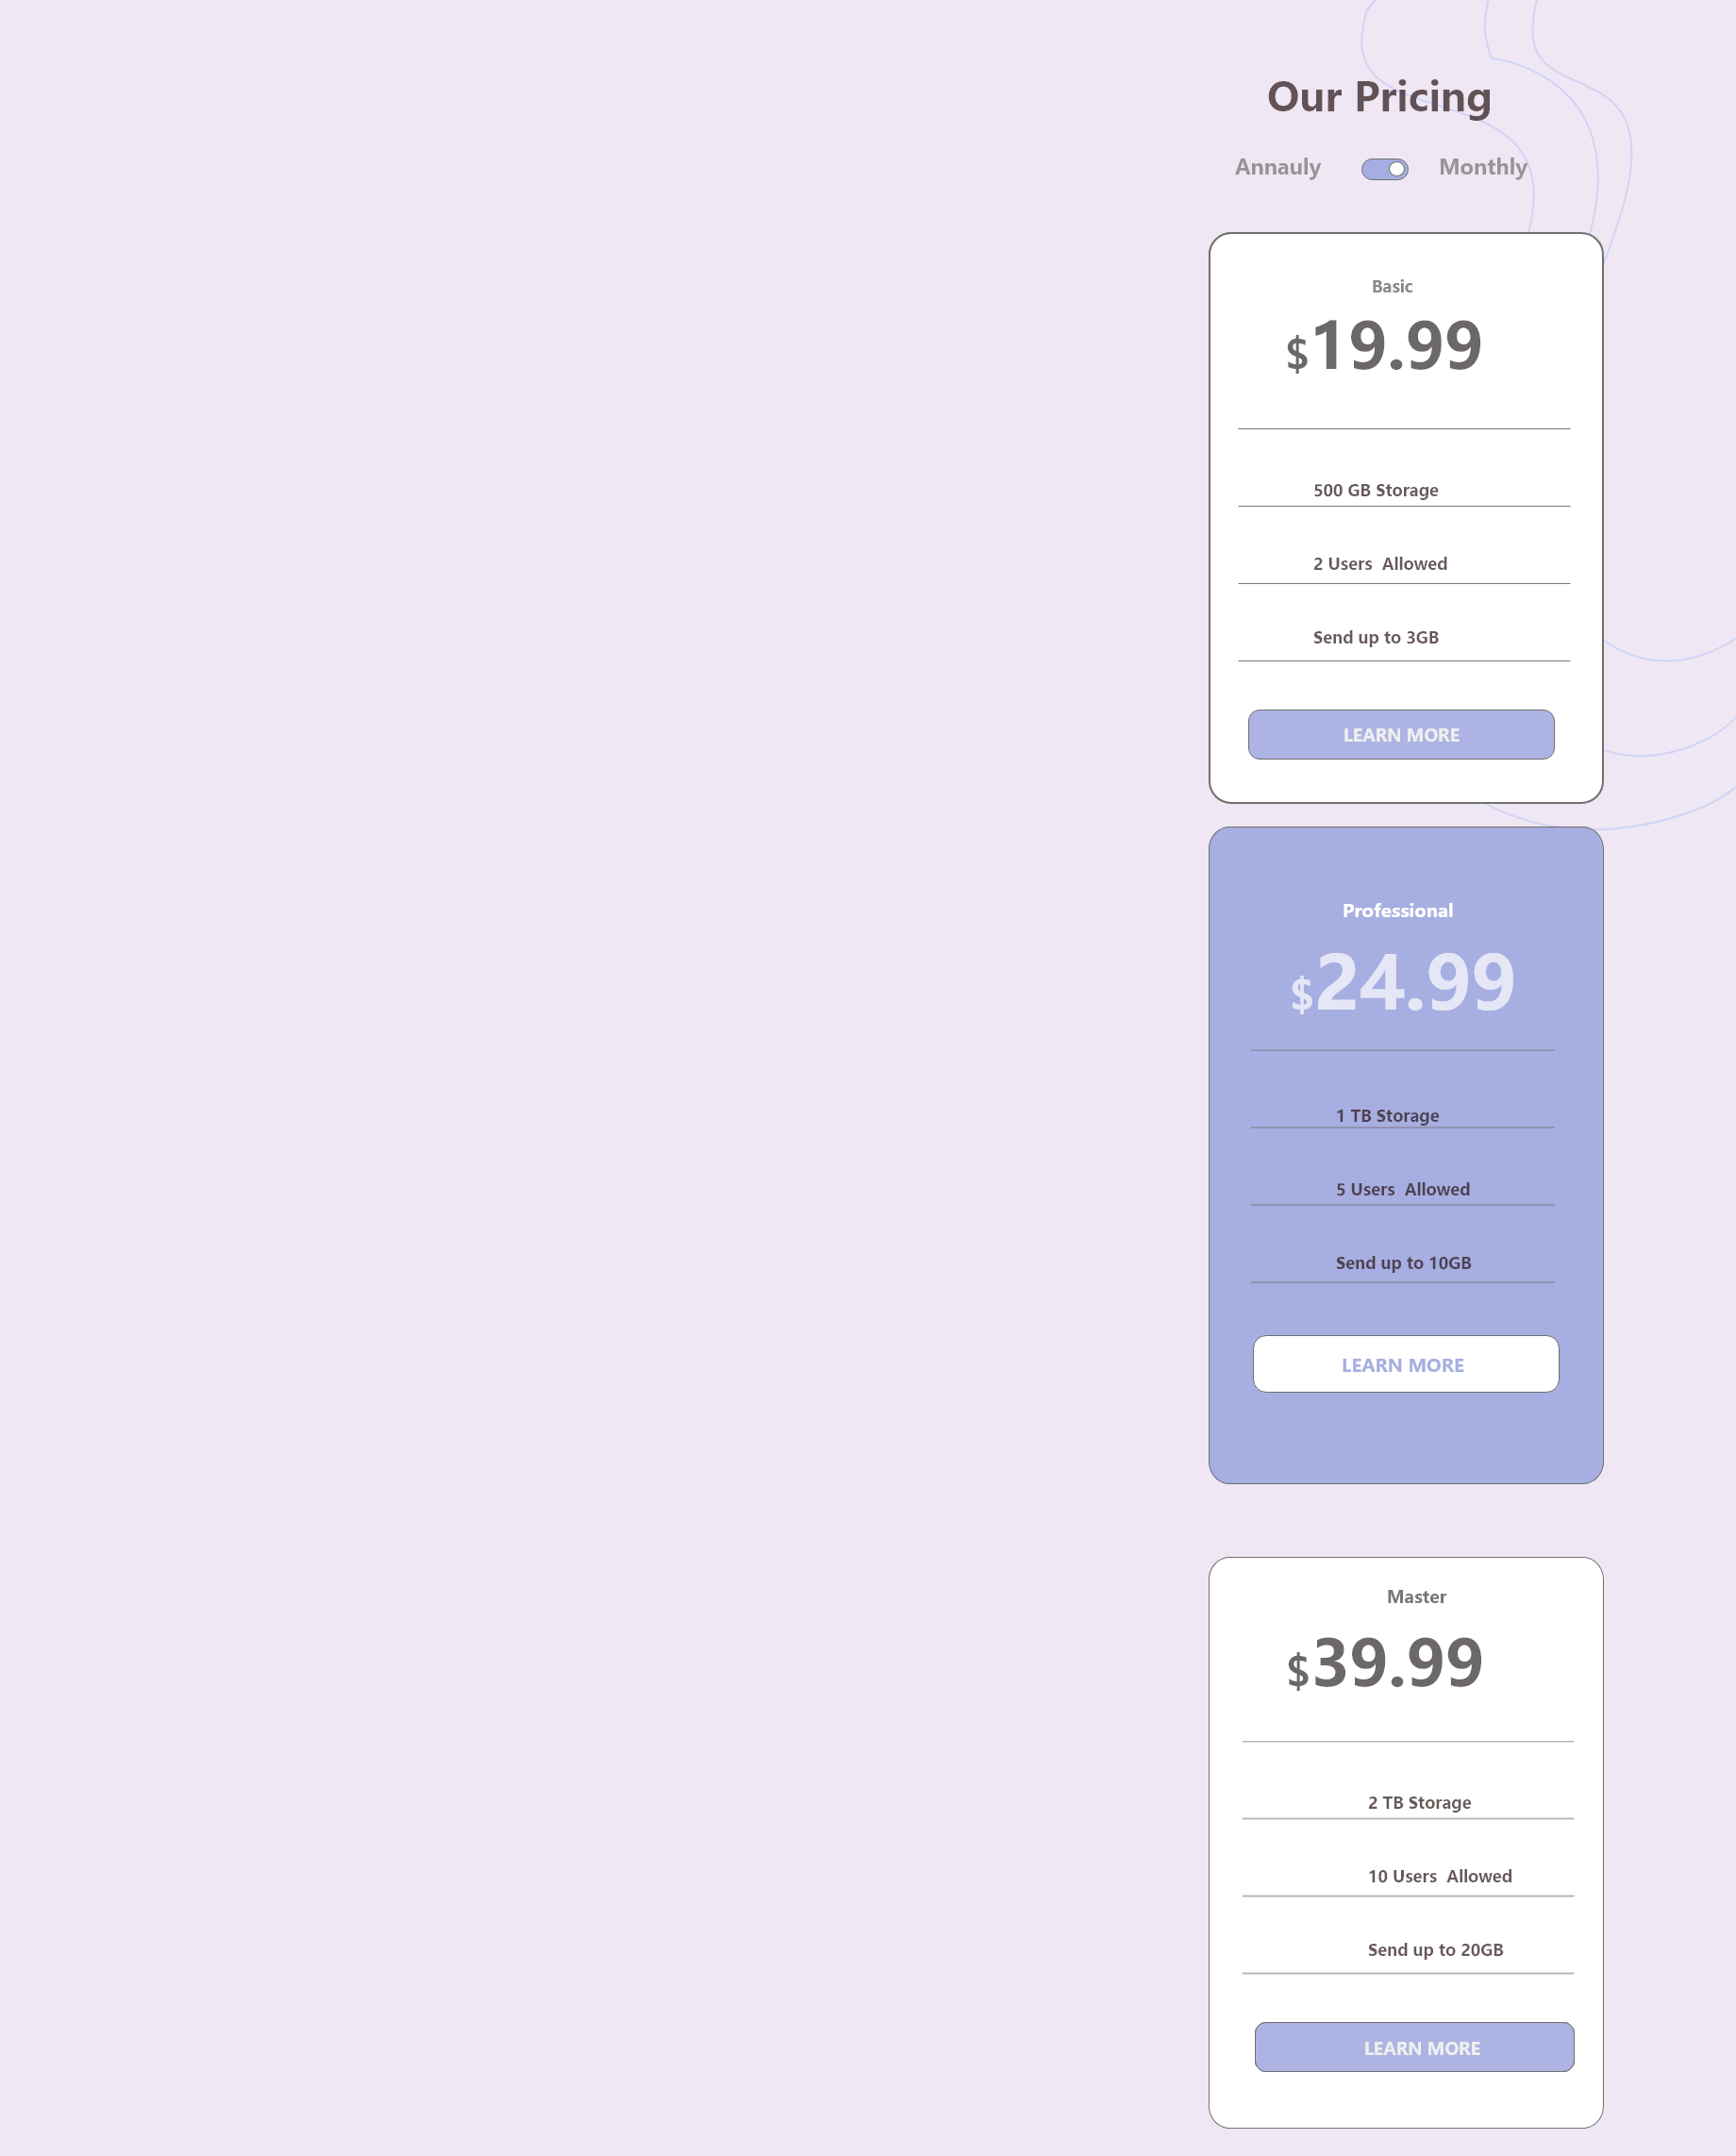 Our Pricing
Annauly Monthly
Basic
$19.99
500 GB Storage
2 Users  Allowed
Send up to 3GB
LEARN MORE
Professional
$24.99
1 TB Storage
5 Users  Allowed
Send up to 10GB
LEARN MORE
Master
$39.99
2 TB Storage
10 Users  Allowed
Send up to 20GB
LEARN MORE